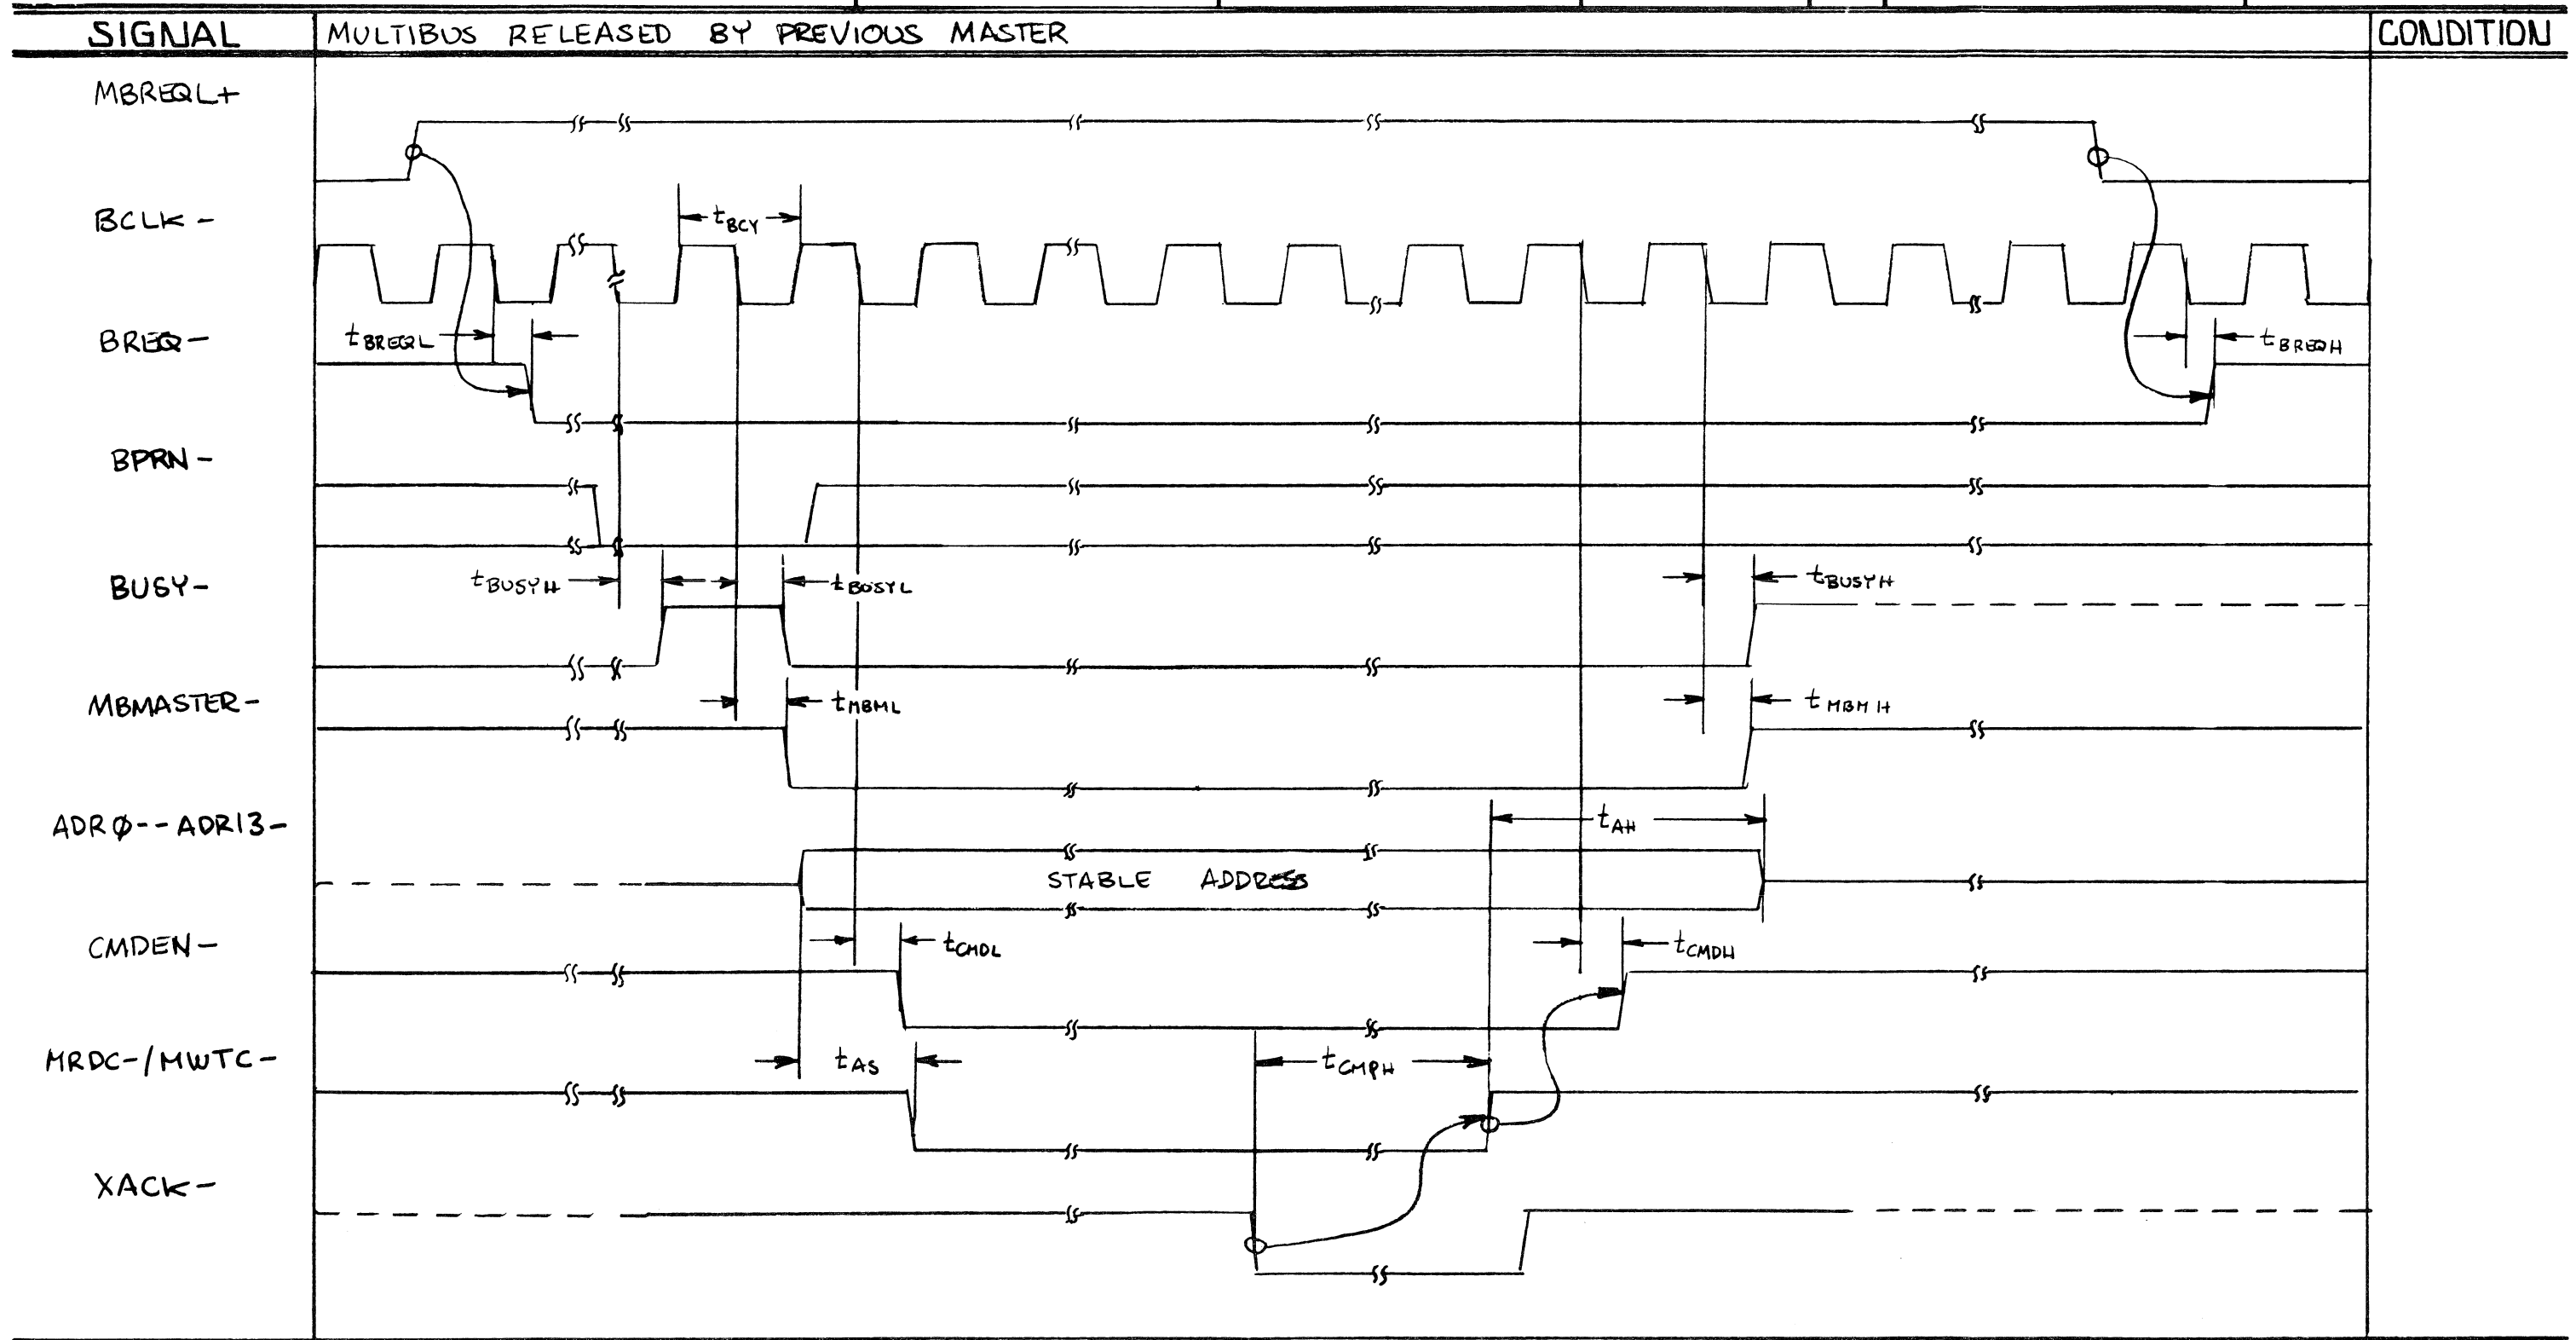 SIGNAL MULTIBUS RELEASED BY PREVIOUS MASTER CONDITION
MBREQL+
BCLK-
tBCY
BREQ-
tBREQL
tBREQH
BPRN-
BUSY-
tBUSYH
tBUSYL
tBUSYH
MBMASTER-
tMBML
tMBMH
ADRØ--ADR13-
tAH
STABLE ADDRESS
CMDEN-
tCMDL
tCMDH
MRDC-/MWTC-
tAS
tCMPH
XACK-